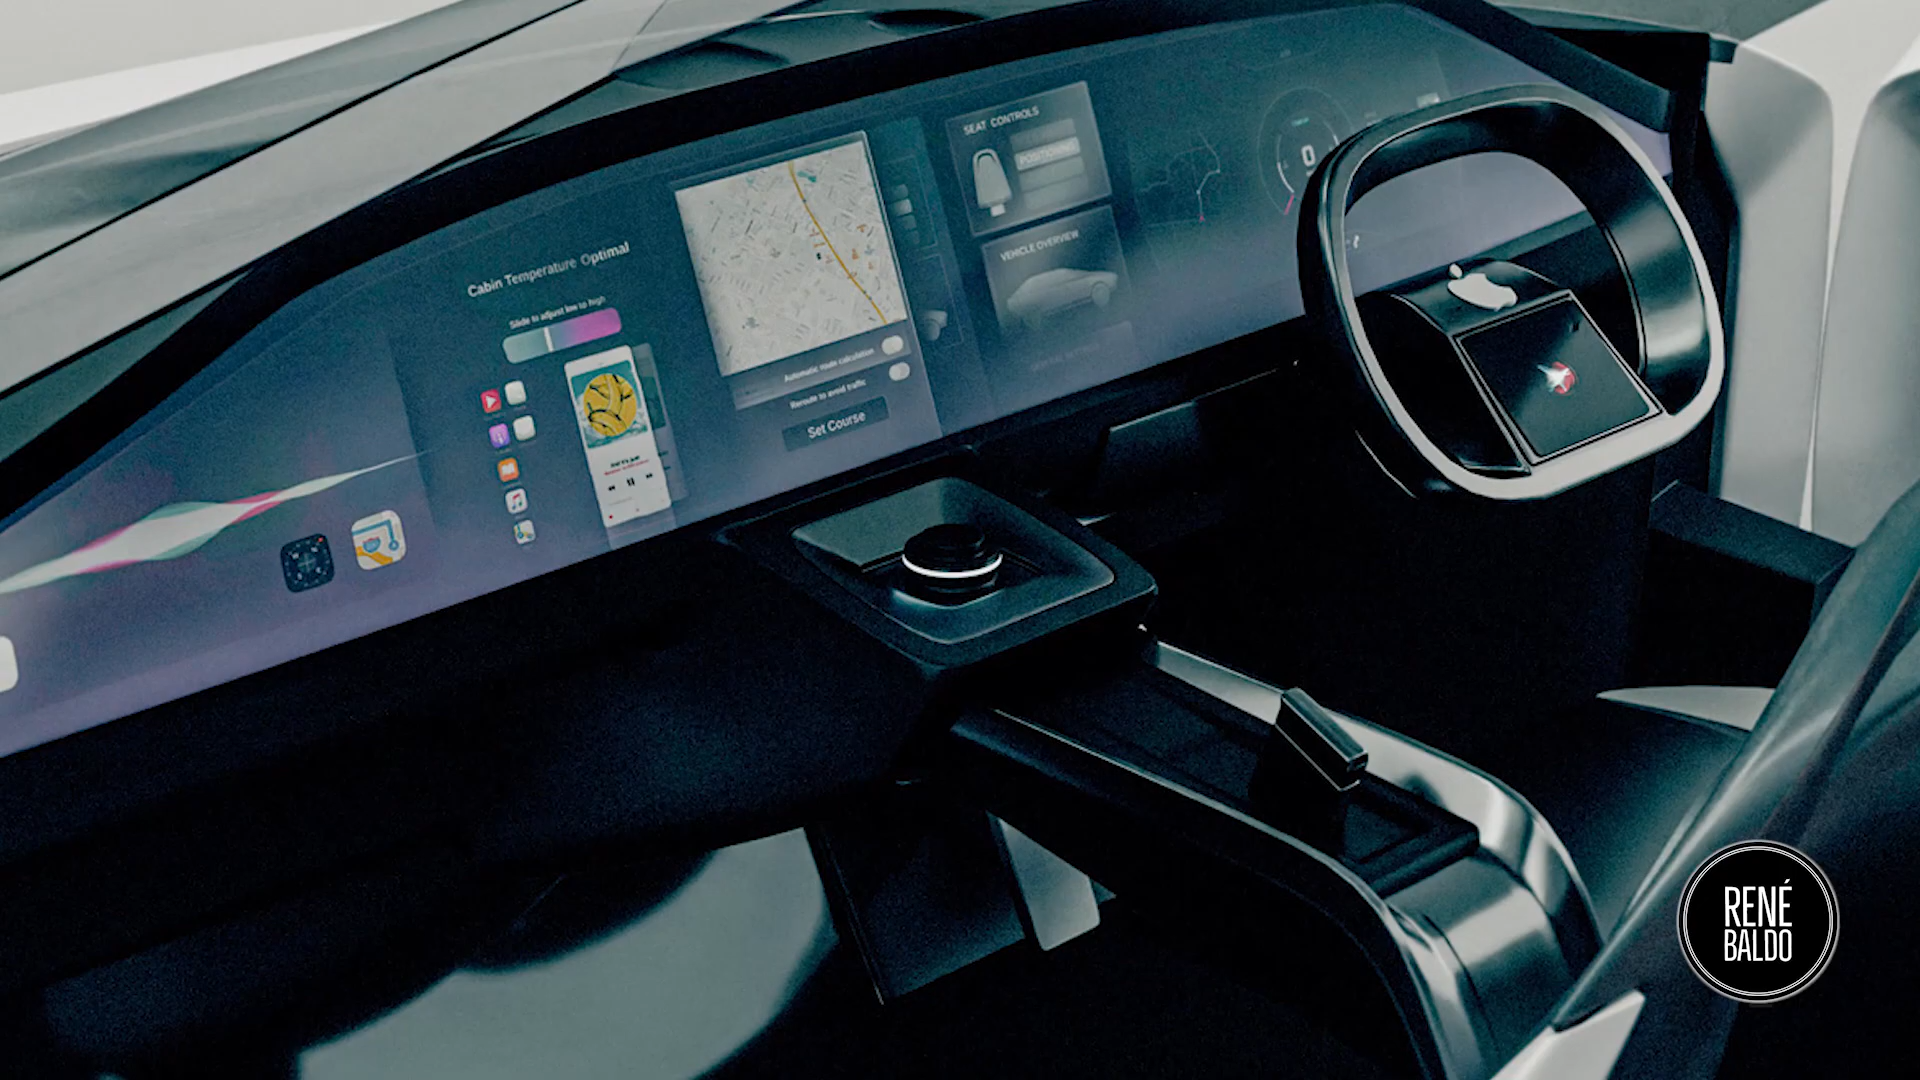 Cabin Temperature Optimal
Slide to adjust low to high
Automatic route calculation
Reroute to avoid traffic
Set Course
SEAT CONTROLS
POSITIONING
VEHICLE OVERVIEW
0
RENÉ
BALDO